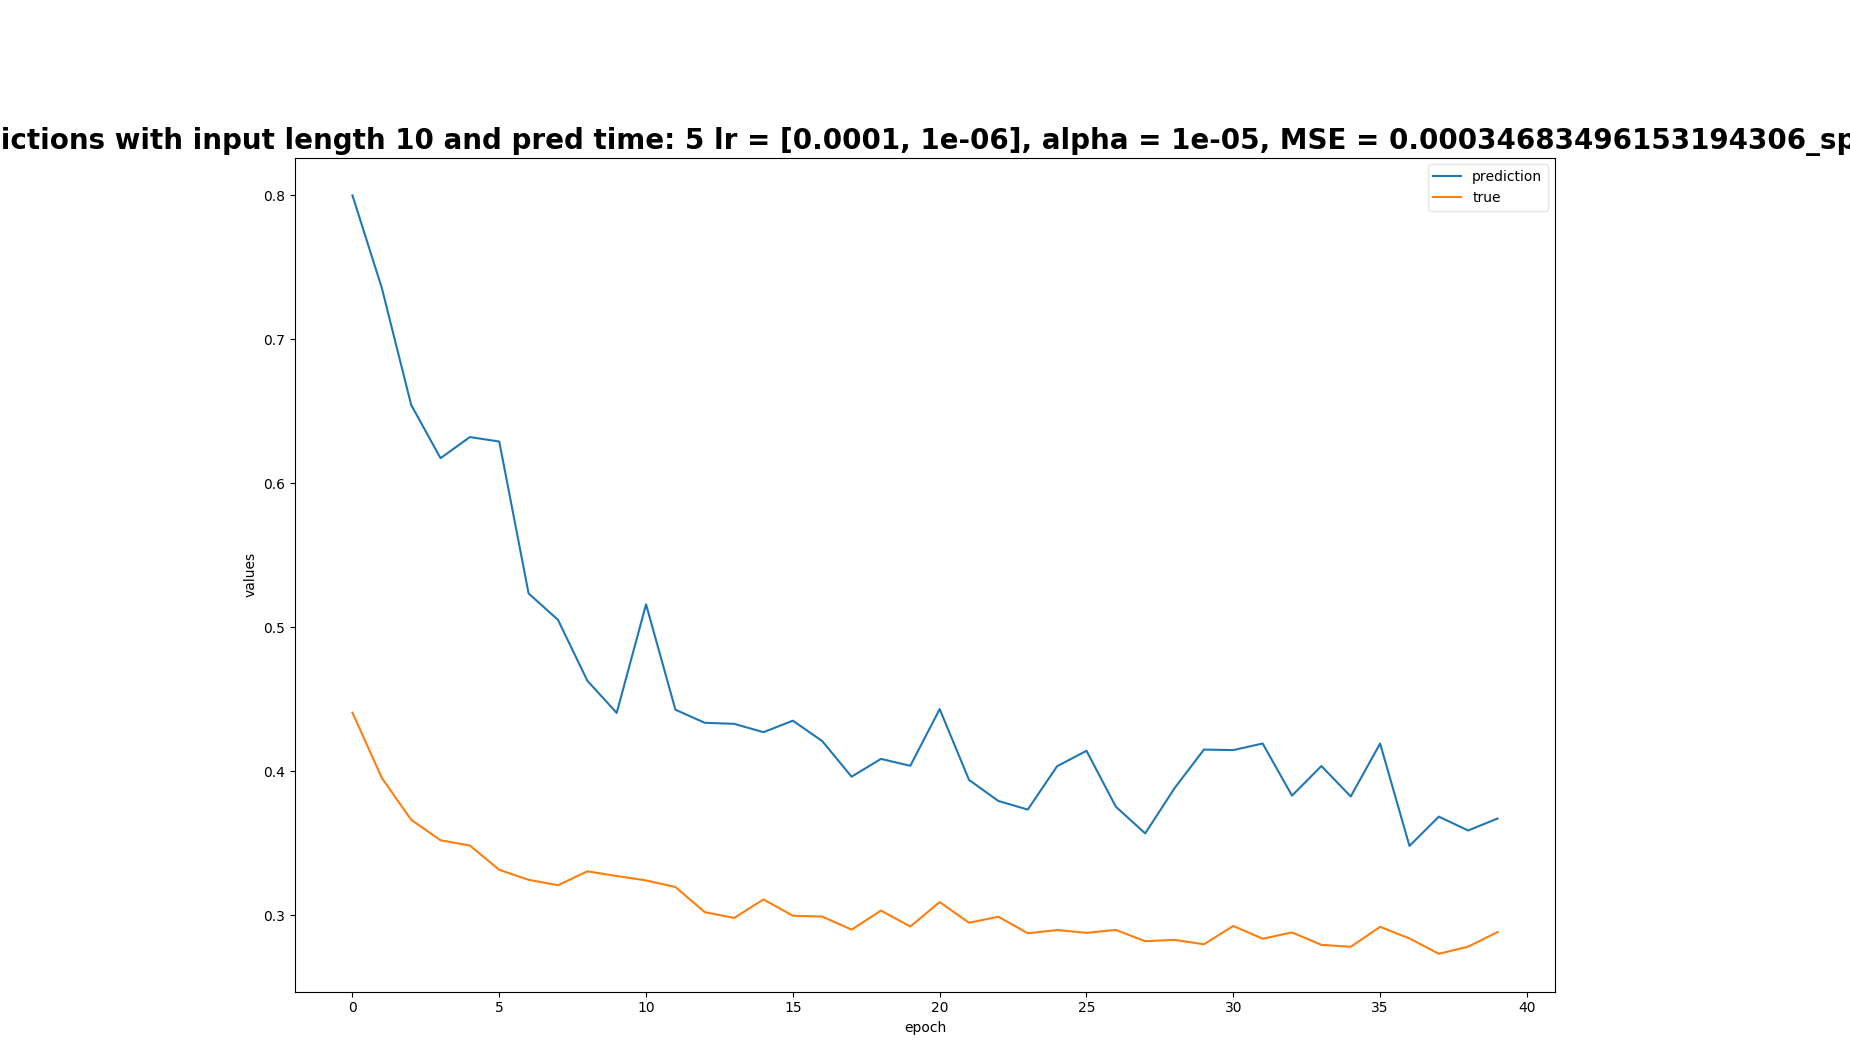 ictions with input length 10 and pred time: 5 lr = [0.0001, 1e-06], alpha = 1e-05, MSE = 0.00034683496153194306_sp
prediction
true
0.8
0.7
0.6
0.5
0.4
0.3
values
0 5 10 15 20 25 30 35 40
epoch